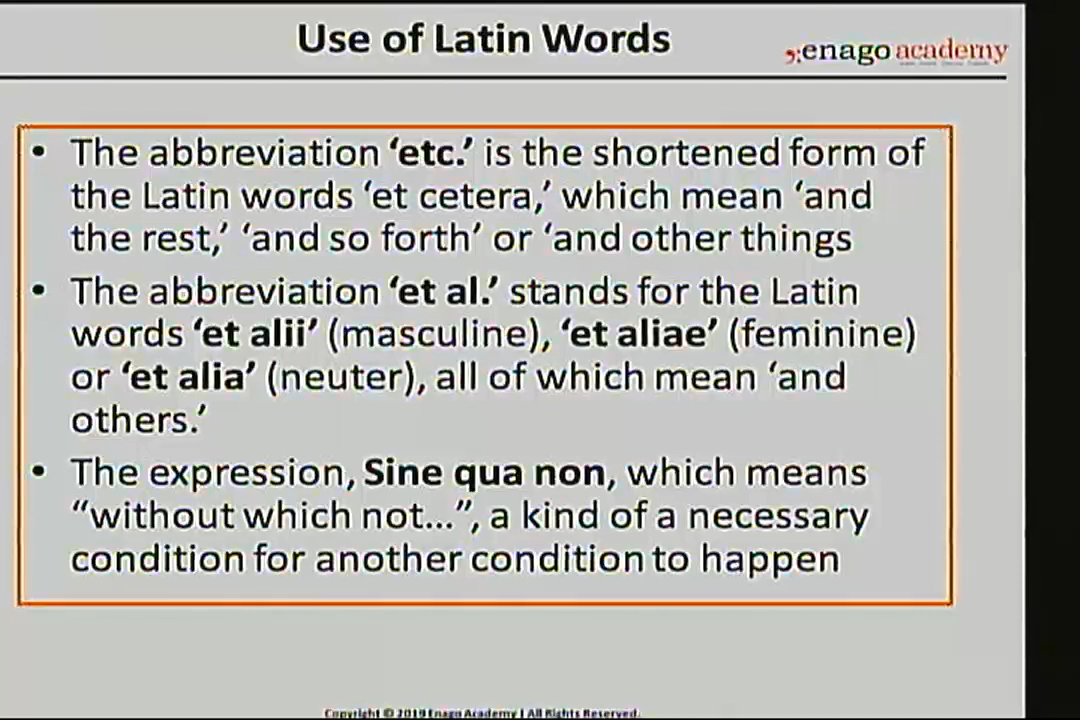 Use of Latin Words
enago academy
• The abbreviation ‘etc.’ is the shortened form of
the Latin words ‘et cetera,’ which mean ‘and
the rest,’ ‘and so forth’ or ‘and other things
• The abbreviation ‘et al.’ stands for the Latin
words ‘et alii’ (masculine), ‘et aliae’ (feminine)
or ‘et alia’ (neuter), all of which mean ‘and
others.’
• The expression, Sine qua non, which means
“without which not...”, a kind of a necessary
condition for another condition to happen
Copyright © 2019 Enago Academy | All Rights Reserved.